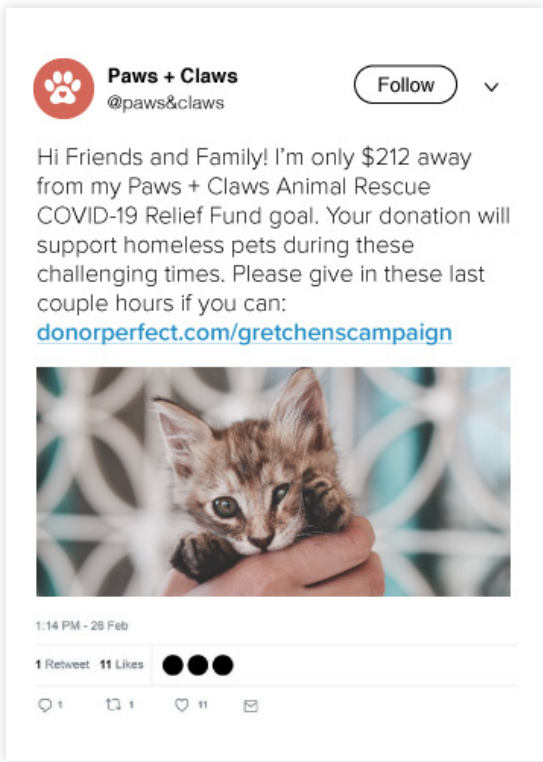 Paws + Claws
@paws&claws
Follow
Hi Friends and Family! I'm only $212 away
from my Paws + Claws Animal Rescue
COVID-19 Relief Fund goal. Your donation will
support homeless pets during these
challenging times. Please give in these last
couple hours if you can:
donorperfect.com/gretchenscampaign
1:14 PM - 26 Feb
1 Retweet 11 Likes
1 1 11